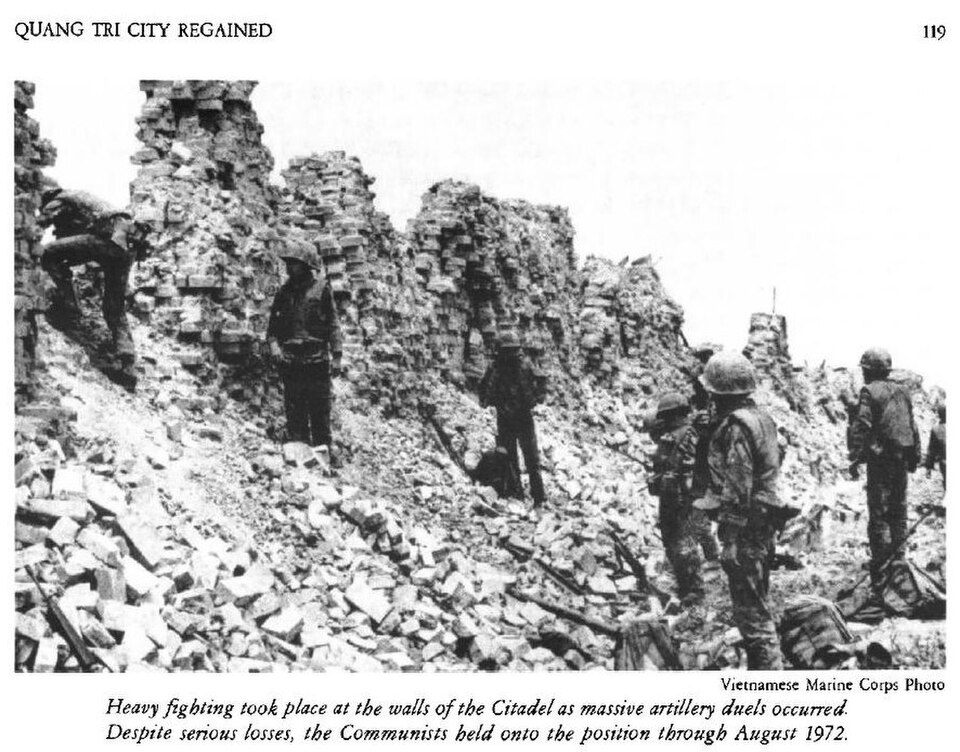 QUANG TRI CITY REGAINED 119
Vietnamese Marine Corps Photo
Heavy fighting took place at the walls of the Citadel as massive artillery duels occurred.
Despite serious losses, the Communists held onto the position through August 1972.